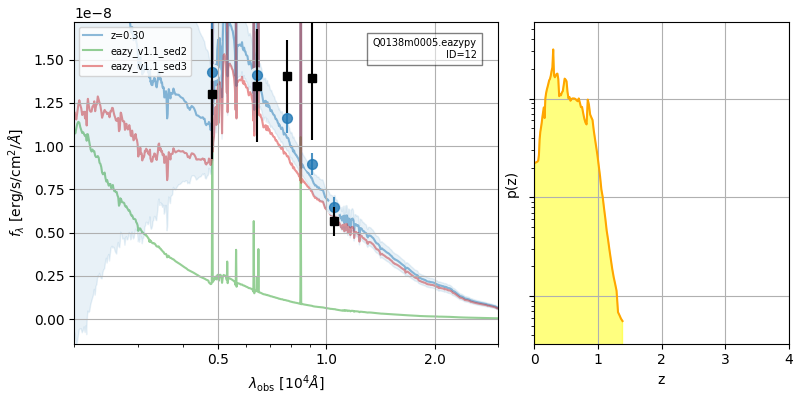 1e−8
z=0.30
eazy_v1.1_sed2
eazy_v1.1_sed3
Q0138m0005.eazypy
ID=12
1.50
1.25
1.00
0.75
0.50
0.25
0.00
f_λ [erg/s/cm²/Å]
0.5
1.0
2.0
λ_obs [10⁴Å]
p(z)
0
1
2
3
4
z